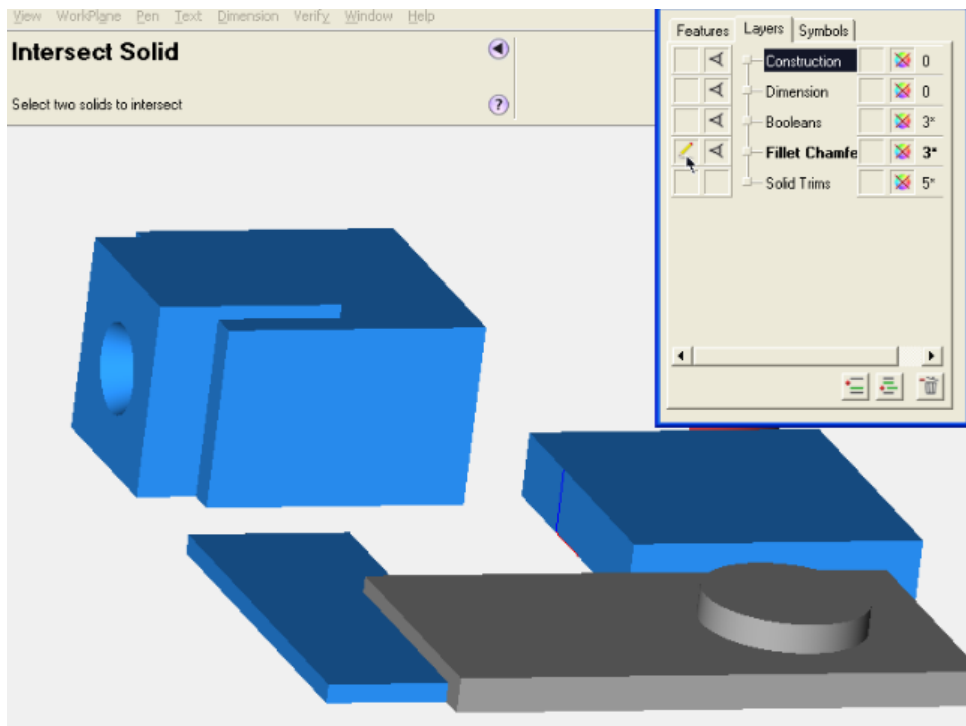 View WorkPlane Pen Text Dimension Verify Window Help
Intersect Solid
Select two solids to intersect
?
Features Layers Symbols
Construction 0
Dimension 0
Booleans 3*
Fillet Chamfe 3*
Solid Trims 5*